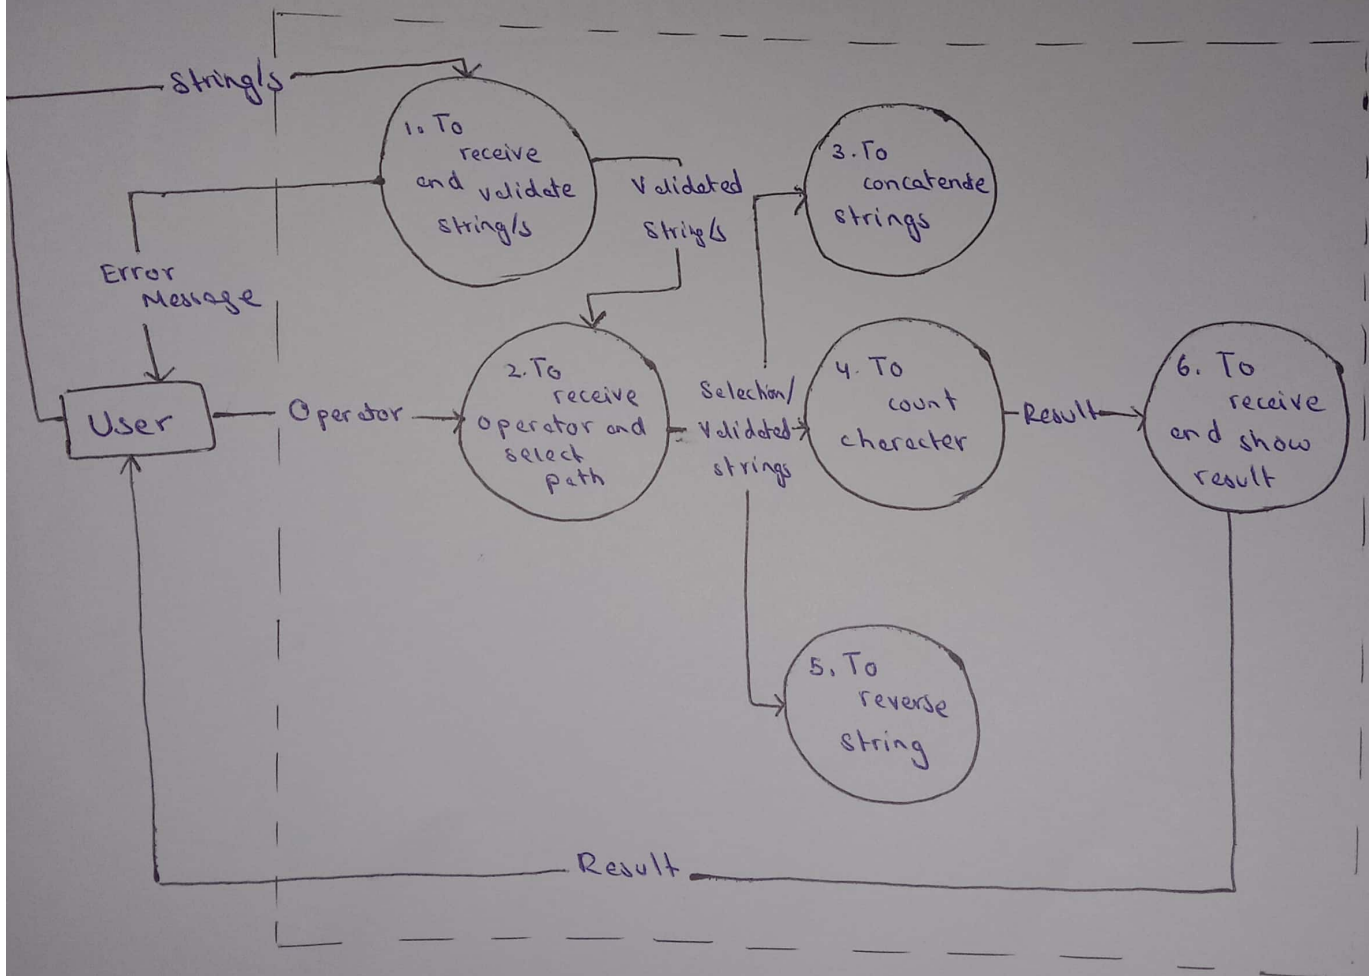 String/s
1. To
receive
and validate
string/s
Validated
String/s
3. To
concatende
strings
Error
Message
User
Operator
2. To
receive
operator and
select
path
Selection/
Validated
strings
4. To
count
character
Result
6. To
receive
and show
result
5. To
reverse
string
Result